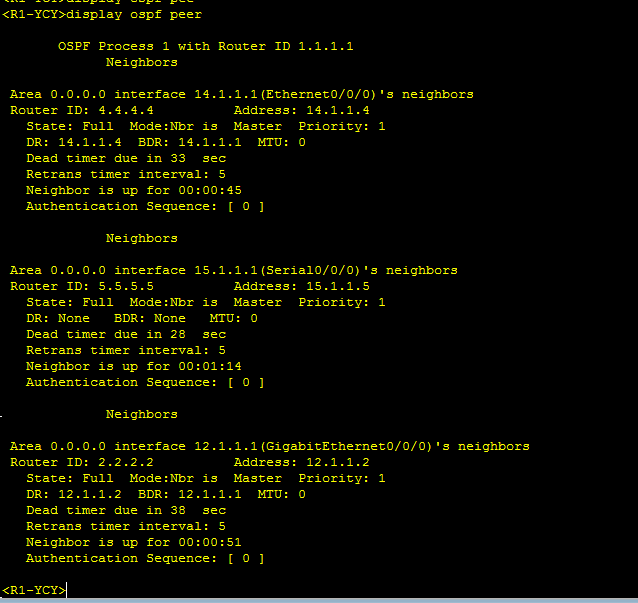 <R1-YCY>display ospf pee
<R1-YCY>display ospf peer
OSPF Process 1 with Router ID 1.1.1.1
Neighbors
Area 0.0.0.0 interface 14.1.1.1(Ethernet0/0/0)'s neighbors
Router ID: 4.4.4.4 Address: 14.1.1.4
State: Full Mode:Nbr is Master Priority: 1
DR: 14.1.1.4 BDR: 14.1.1.1 MTU: 0
Dead timer due in 33 sec
Retrans timer interval: 5
Neighbor is up for 00:00:45
Authentication Sequence: [ 0 ]
Neighbors
Area 0.0.0.0 interface 15.1.1.1(Serial0/0/0)'s neighbors
Router ID: 5.5.5.5 Address: 15.1.1.5
State: Full Mode:Nbr is Master Priority: 1
DR: None BDR: None MTU: 0
Dead timer due in 28 sec
Retrans timer interval: 5
Neighbor is up for 00:01:14
Authentication Sequence: [ 0 ]
Neighbors
Area 0.0.0.0 interface 12.1.1.1(GigabitEthernet0/0/0)'s neighbors
Router ID: 2.2.2.2 Address: 12.1.1.2
State: Full Mode:Nbr is Master Priority: 1
DR: 12.1.1.2 BDR: 12.1.1.1 MTU: 0
Dead timer due in 38 sec
Retrans timer interval: 5
Neighbor is up for 00:00:51
Authentication Sequence: [ 0 ]
<R1-YCY>